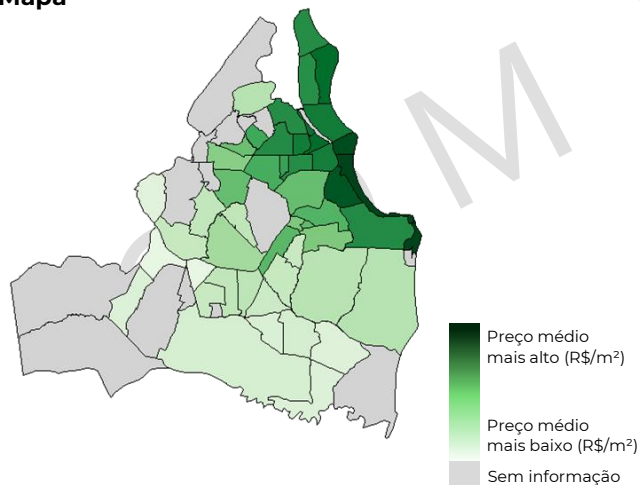 Mapa
Preço médio
mais alto (R$/m²)
Preço médio
mais baixo (R$/m²)
Sem informação